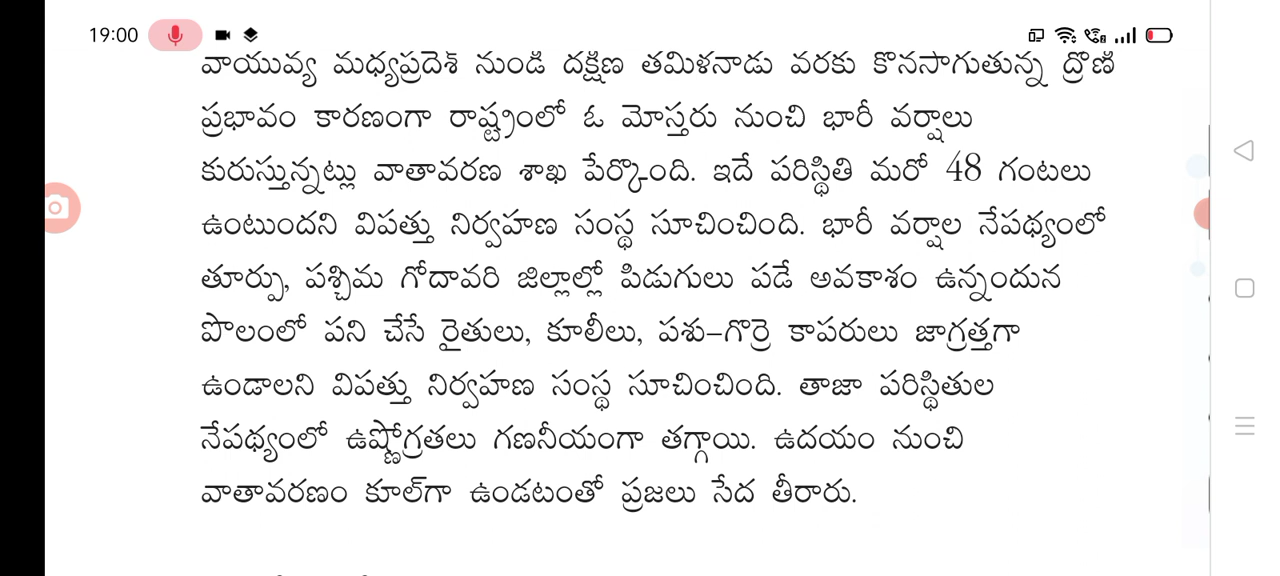 19:00
వాయువ్య మధ్యప్రదేశ్ నుండి దక్షిణ తమిళనాడు వరకు కొనసాగుతున్న ద్రోణి
ప్రభావం కారణంగా రాష్ట్రంలో ఓ మోస్తరు నుంచి భారీ వర్షాలు
కురుస్తున్నట్లు వాతావరణ శాఖ పేర్కొంది. ఇదే పరిస్థితి మరో 48 గంటలు
ఉంటుందని విపత్తు నిర్వహణ సంస్థ సూచించింది. భారీ వర్షాల నేపథ్యంలో
తూర్పు, పశ్చిమ గోదావరి జిల్లాల్లో పిడుగులు పడే అవకాశం ఉన్నందున
పొలంలో పని చేసే రైతులు, కూలీలు, పశు-గొర్రె కాపరులు జాగ్రత్తగా
ఉండాలని విపత్తు నిర్వహణ సంస్థ సూచించింది. తాజా పరిస్థితుల
నేపథ్యంలో ఉష్ణోగ్రతలు గణనీయంగా తగ్గాయి. ఉదయం నుంచి
వాతావరణం కూల్‌గా ఉండటంతో ప్రజలు సేద తీరారు.